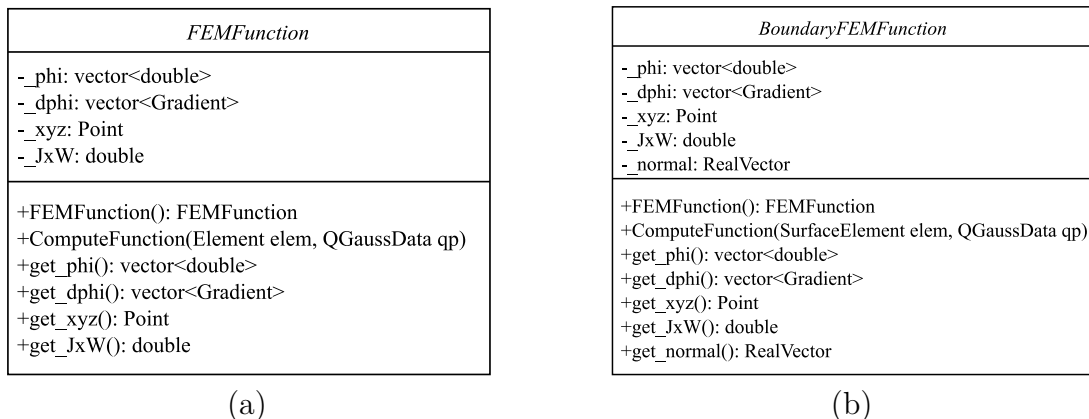 FEMFunction
-_phi: vector<double>
-_dphi: vector<Gradient>
-_xyz: Point
-_JxW: double
+FEMFunction(): FEMFunction
+ComputeFunction(Element elem, QGaussData qp)
+get_phi(): vector<double>
+get_dphi(): vector<Gradient>
+get_xyz(): Point
+get_JxW(): double
(a)
BoundaryFEMFunction
-_phi: vector<double>
-_dphi: vector<Gradient>
-_xyz: Point
-_JxW: double
-_normal: RealVector
+FEMFunction(): FEMFunction
+ComputeFunction(SurfaceElement elem, QGaussData qp)
+get_phi(): vector<double>
+get_dphi(): vector<Gradient>
+get_xyz(): Point
+get_JxW(): double
+get_normal(): RealVector
(b)